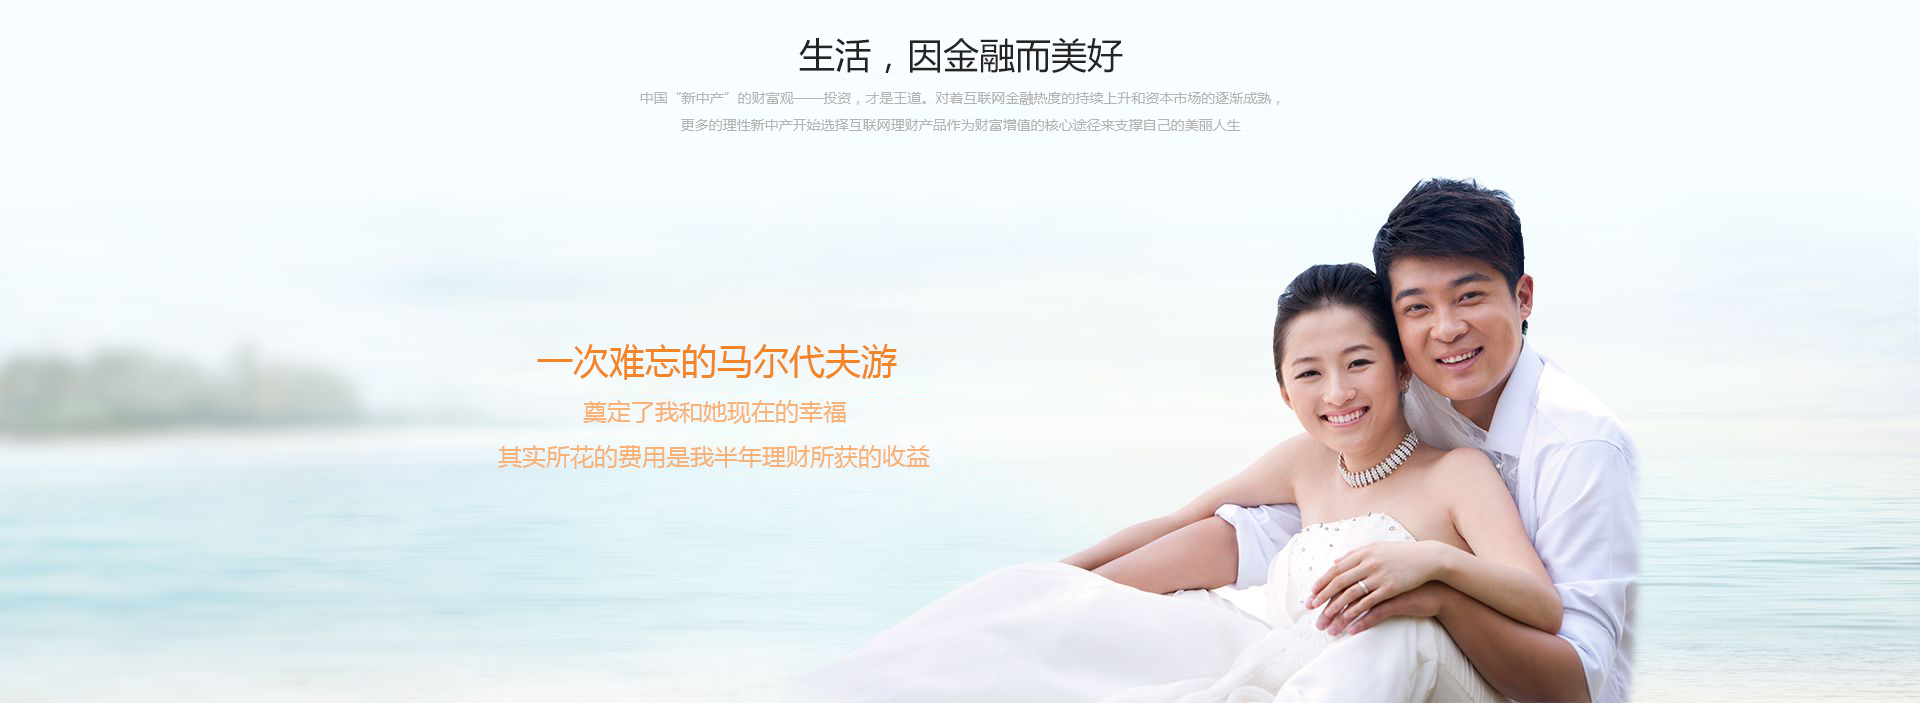 生活，因金融而美好
中国“新中产”的财富观——投资，才是王道。对着互联网金融热度的持续上升和资本市场的逐渐成熟，
更多的理性新中产开始选择互联网理财产品作为财富增值的核心途径来支撑自己的美丽人生
一次难忘的马尔代夫游
奠定了我和她现在的幸福
其实所花的费用是我半年理财所获的收益